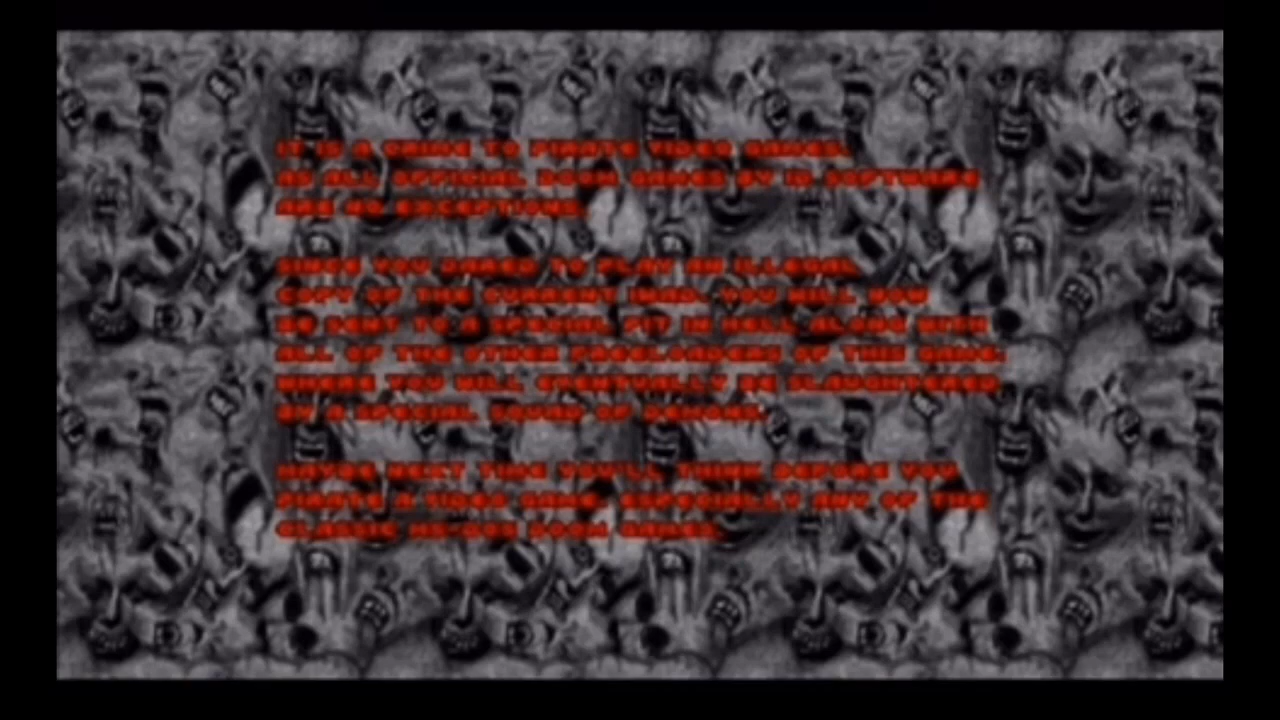 IT IS A CRIME TO PIRATE VIDEO GAMES.
AS ALL OFFICIAL DOOM GAMES BY ID SOFTWARE
ARE NO EXCEPTIONS.
SINCE YOU DARED TO PLAY AN ILLEGAL
COPY OF THE CURRENT IWAD, YOU WILL NOW
BE SENT TO A SPECIAL PIT IN HELL ALONG WITH
ALL OF THE OTHER FREELOADERS OF THIS GAME,
WHERE YOU WILL EVENTUALLY BE SLAUGHTERED
BY A SPECIAL SQUAD OF DEMONS.
MAYBE NEXT TIME YOU'LL THINK BEFORE YOU
PIRATE A VIDEO GAME, ESPECIALLY ANY OF THE
CLASSIC MS-DOS DOOM GAMES.